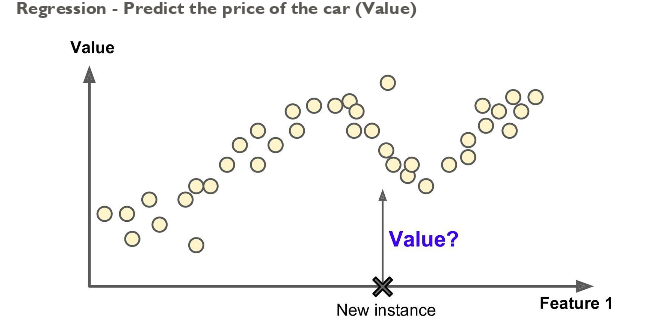 Regression - Predict the price of the car (Value)
Value
Value?
New instance
Feature 1